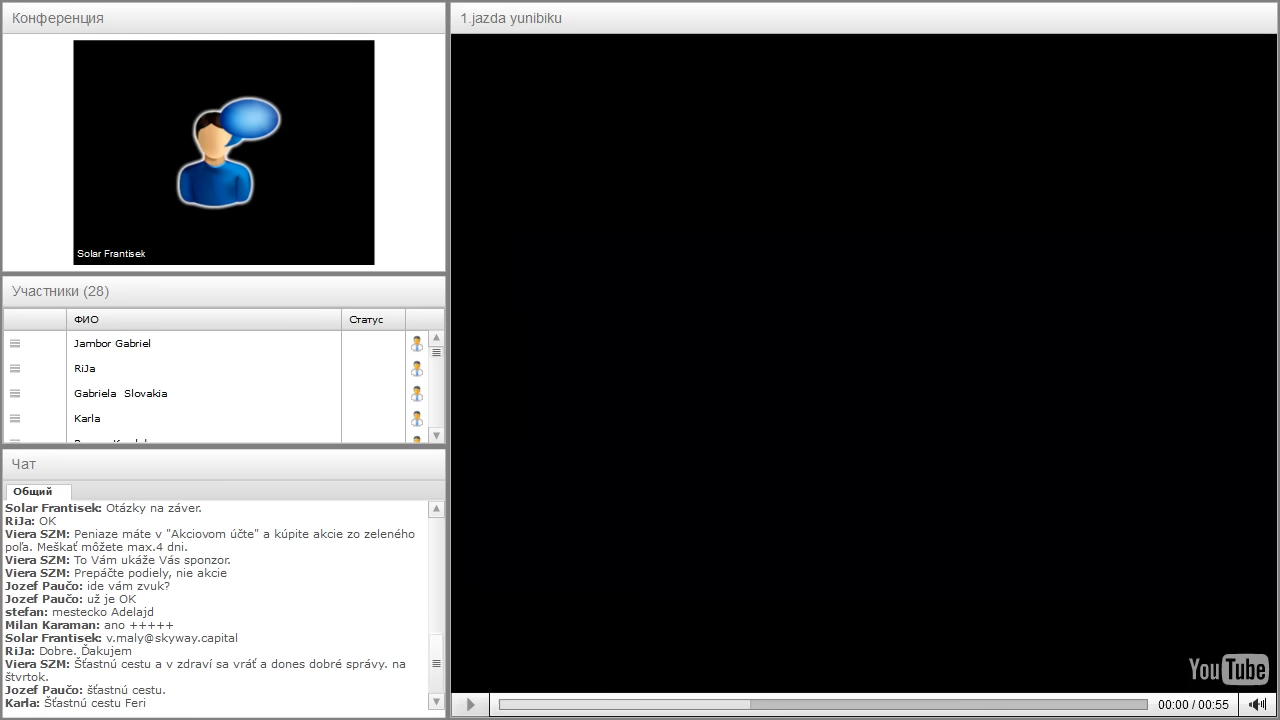 Конференция
Solar Frantisek
Участники (28)
ФИО Статус
Jambor Gabriel
RiJa
Gabriela Slovakia
Karla
Чат
Общий
Solar Frantisek: Otázky na záver.
RiJa: OK
Viera SZM: Peniaze máte v "Akciovom účte" a kúpite akcie zo zeleného
poľa. Meškať môžete max.4 dni.
Viera SZM: To Vám ukáže Vás sponzor.
Viera SZM: Prepáčte podiely, nie akcie
Jozef Paučo: ide vám zvuk?
Jozef Paučo: už je OK
stefan: mestecko Adelajd
Milan Karaman: ano +++++
Solar Frantisek: v.maly@skyway.capital
RiJa: Dobre. Ďakujem
Viera SZM: Šťastnú cestu a v zdraví sa vráť a dones dobré správy. na
štvrtok.
Jozef Paučo: šťastnú cestu.
Karla: Šťastnú cestu Feri
1.jazda yunibiku
YouTube
00:00 / 00:55